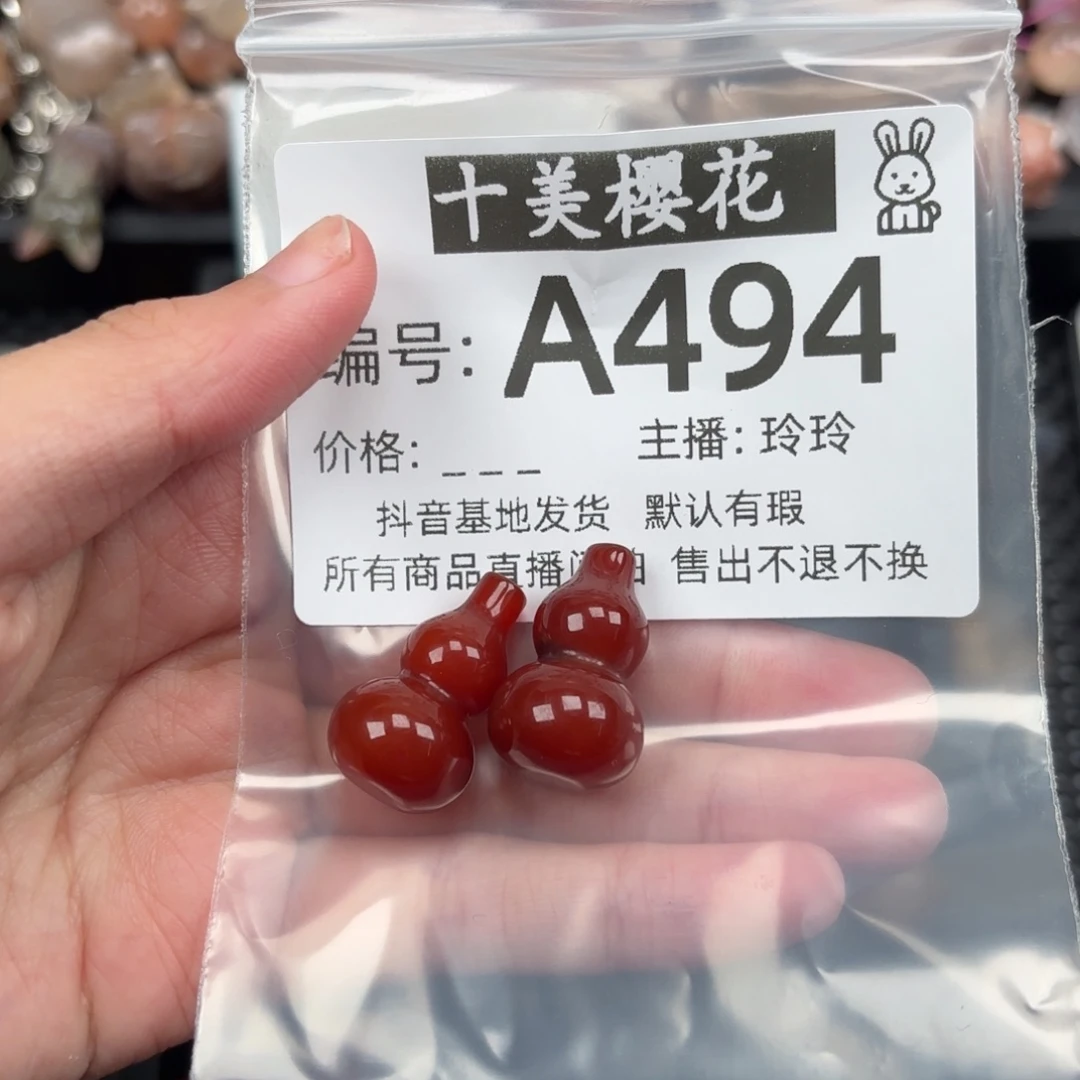 十美樱花
编号: A494
价格: _ _ _ 主播: 玲玲
抖音基地发货 默认有瑕
所有商品直播 售出不退不换